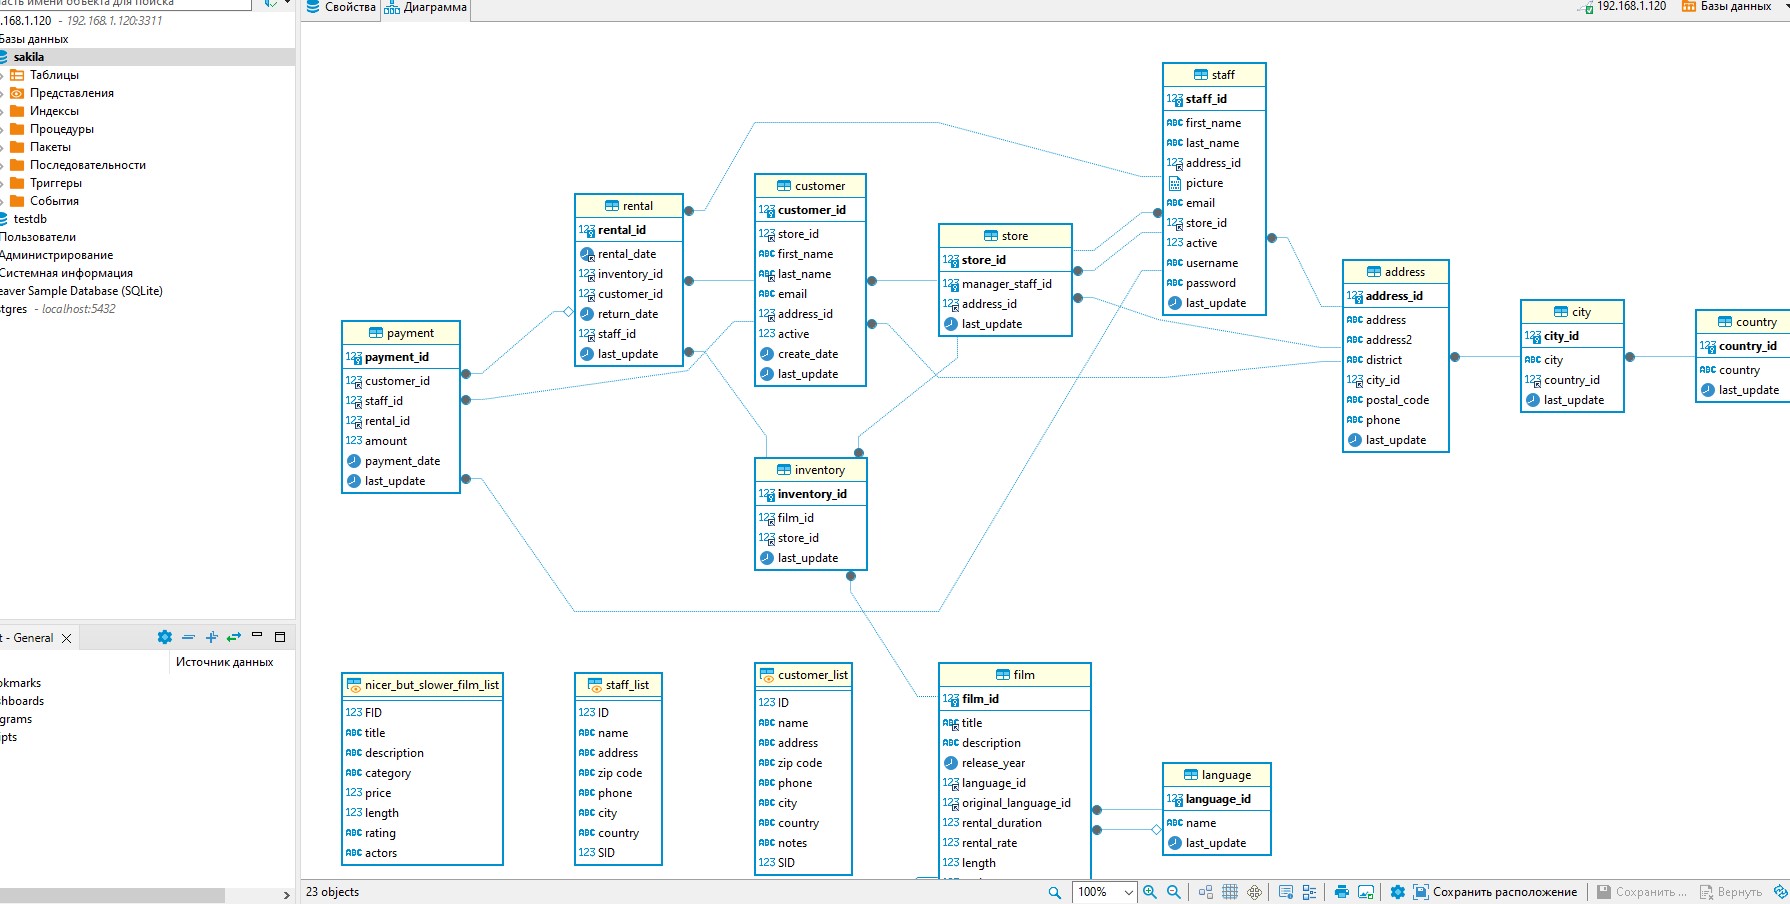 асть имени объекта для поиска
.168.1.120 - 192.168.1.120:3311
Базы данных
sakila
Таблицы
Представления
Индексы
Процедуры
Пакеты
Последовательности
Триггеры
События
testdb
Пользователи
Администрирование
Системная информация
eaver Sample Database (SQLite)
stgres - localhost:5432
t - General
Источник данных
okmarks
shboards
grams
ipts
Свойства
Диаграмма
192.168.1.120
Базы данных
staff
staff_id
first_name
last_name
address_id
picture
email
store_id
active
username
password
last_update
customer
customer_id
store_id
first_name
last_name
email
address_id
active
create_date
last_update
rental
rental_id
rental_date
inventory_id
customer_id
return_date
staff_id
last_update
store
store_id
manager_staff_id
address_id
last_update
address
address_id
address
address2
district
city_id
postal_code
phone
last_update
city
city_id
city
country_id
last_update
country
country_id
country
last_update
payment
payment_id
customer_id
staff_id
rental_id
amount
payment_date
last_update
inventory
inventory_id
film_id
store_id
last_update
nicer_but_slower_film_list
FID
title
description
category
price
length
rating
actors
staff_list
ID
name
address
zip code
phone
city
country
SID
customer_list
ID
name
address
zip code
phone
city
country
notes
SID
film
film_id
title
description
release_year
language_id
original_language_id
rental_duration
rental_rate
length
language
language_id
name
last_update
23 objects
100%
Сохранить расположение
Сохранить ...
Вернуть